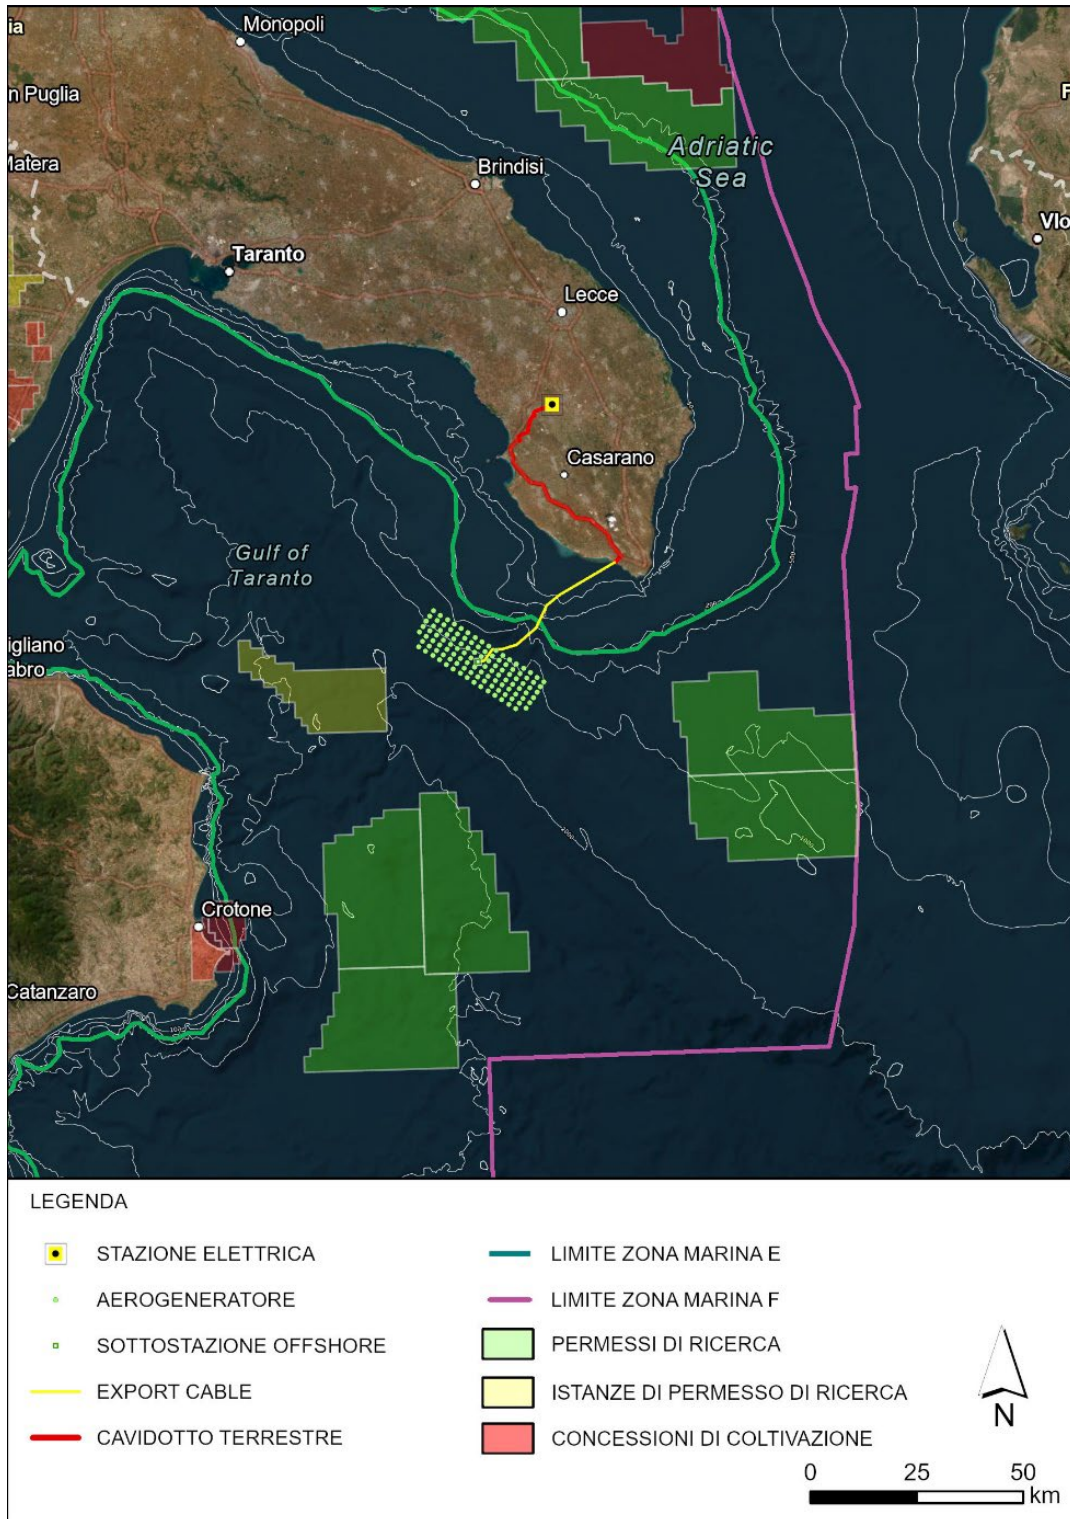 ia
Monopoli
n Puglia
F
Matera
Adriatic
Sea
Brindisi
Vlo
Taranto
Lecce
Casarano
Gulf of
Taranto
igliano
abro
Crotone
Catanzaro
LEGENDA
STAZIONE ELETTRICA
LIMITE ZONA MARINA E
AEROGENERATORE
LIMITE ZONA MARINA F
SOTTOSTAZIONE OFFSHORE
PERMESSI DI RICERCA
EXPORT CABLE
ISTANZE DI PERMESSO DI RICERCA
CAVIDOTTO TERRESTRE
CONCESSIONI DI COLTIVAZIONE
N
0 25 50
km